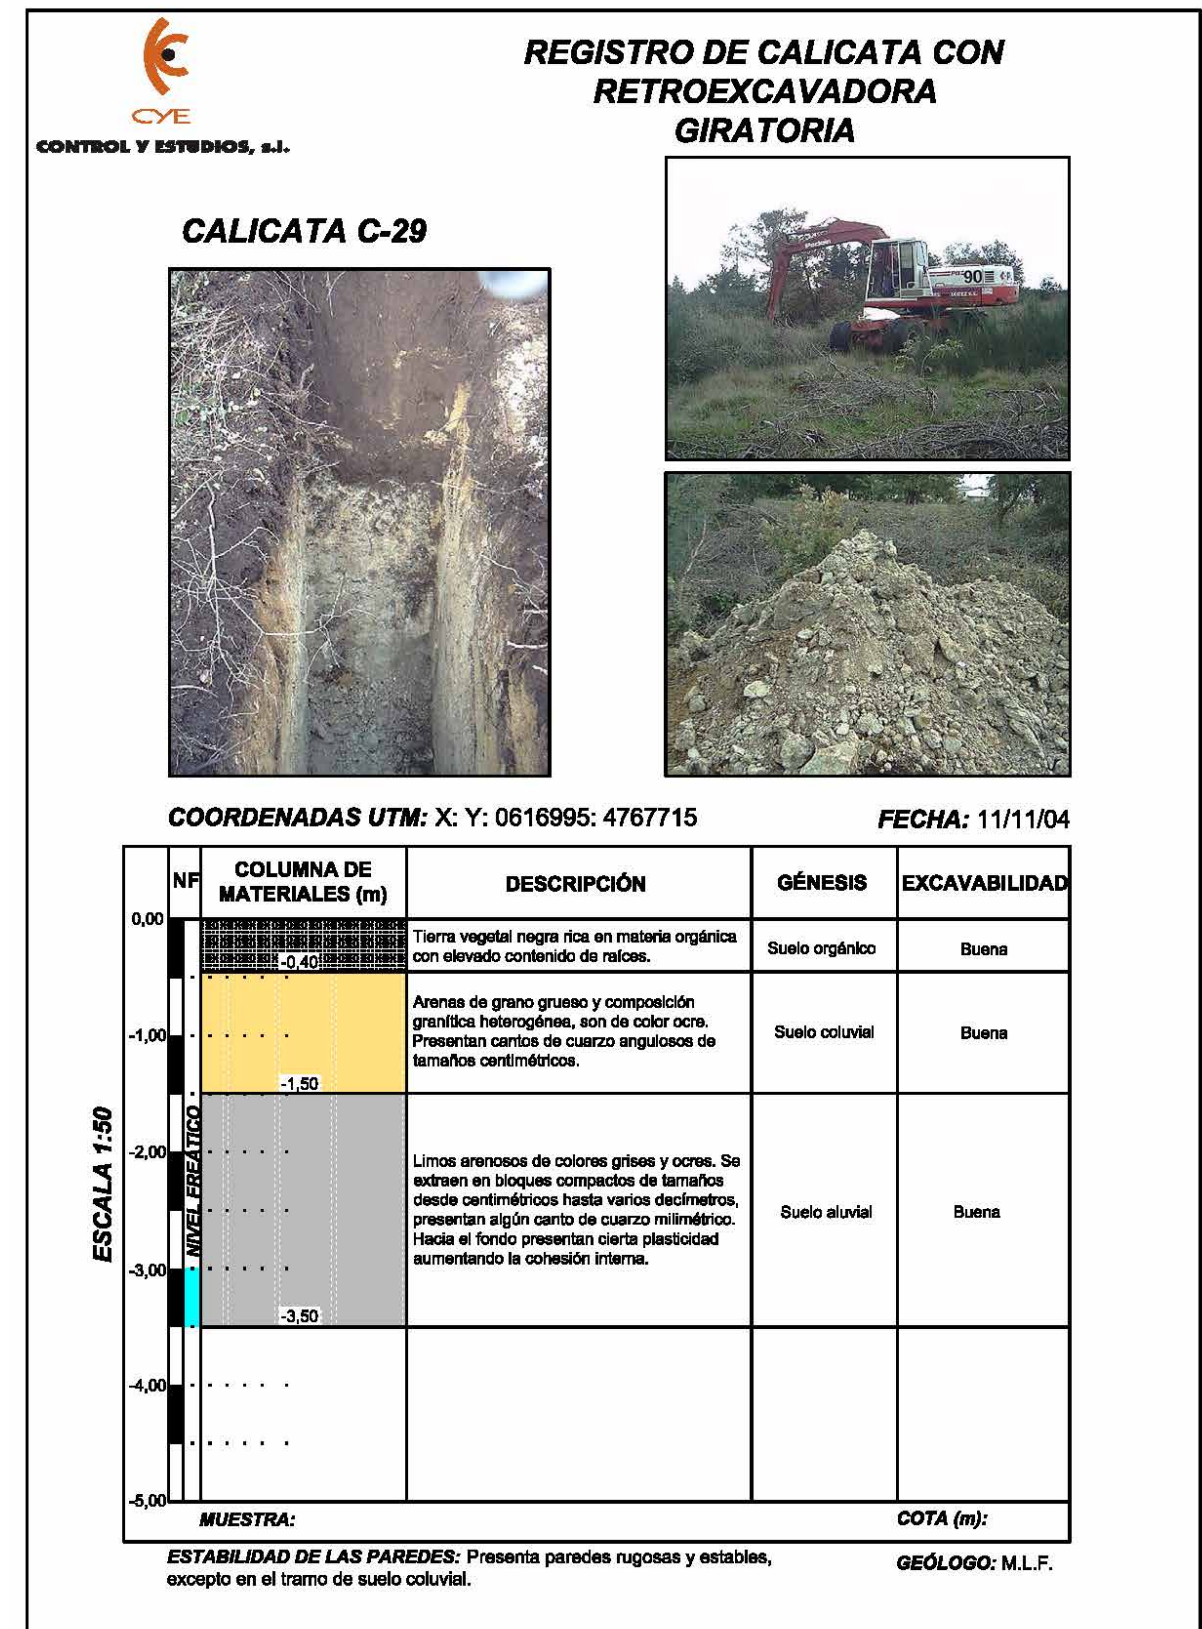 CYE
CONTROL Y ESTUDIOS, s.l.
REGISTRO DE CALICATA CON
RETROEXCAVADORA
GIRATORIA
CALICATA C-29
Poclain
90
COORDENADAS UTM: X: Y: 0616995: 4767715
FECHA: 11/11/04
NF
COLUMNA DE
MATERIALES (m)
DESCRIPCIÓN
GÉNESIS
EXCAVABILIDAD
ESCALA 1:50
0,00
-1,00
-2,00
-3,00
-4,00
-5,00
NIVEL FREÁTICO
-0,40
Tierra vegetal negra rica en materia orgánica
con elevado contenido de raíces.
Suelo orgánico
Buena
-1,50
Arenas de grano grueso y composición
granítica heterogénea, son de color ocre.
Presentan cantos de cuarzo angulosos de
tamaños centimétricos.
Suelo coluvial
Buena
-3,50
Limos arenosos de colores grises y ocres. Se
extraen en bloques compactos de tamaños
desde centimétricos hasta varios decímetros,
presentan algún canto de cuarzo milimétrico.
Hacia el fondo presentan cierta plasticidad
aumentando la cohesión interna.
Suelo aluvial
Buena
MUESTRA:
COTA (m):
ESTABILIDAD DE LAS PAREDES: Presenta paredes rugosas y estables,
excepto en el tramo de suelo coluvial.
GEÓLOGO: M.L.F.